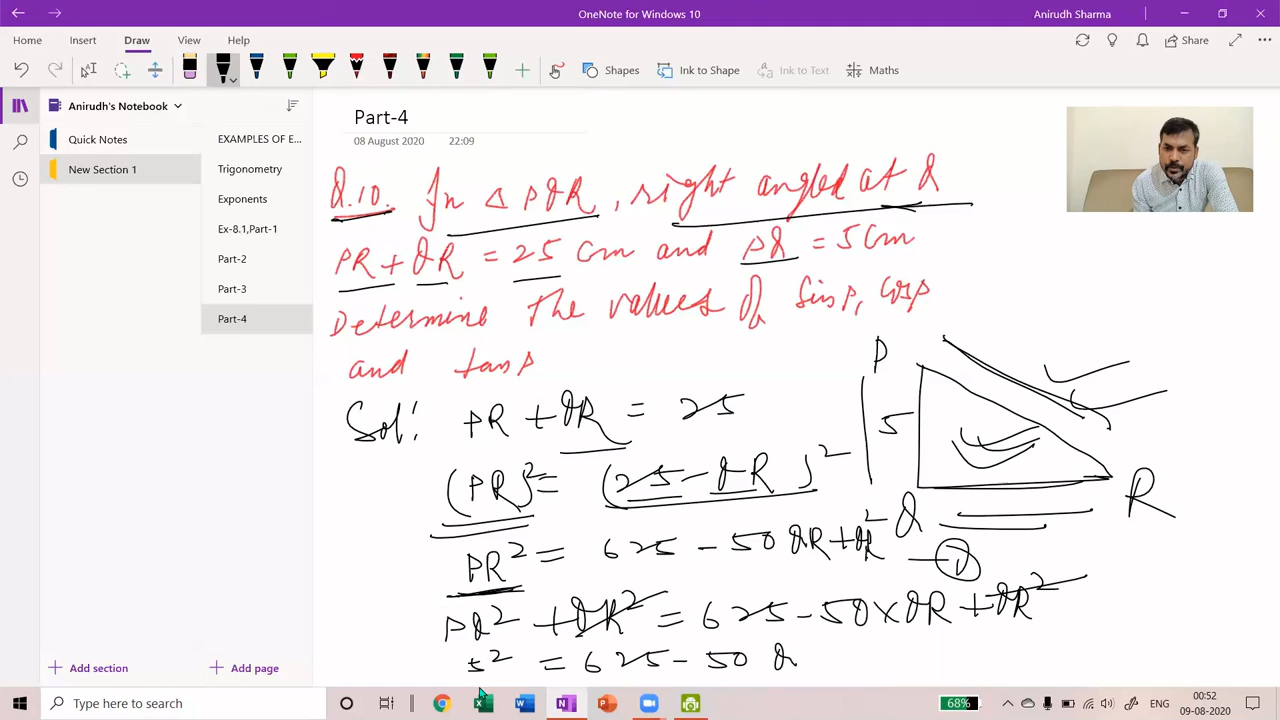 OneNote for Windows 10
Anirudh Sharma
Home Insert Draw View Help
Share
Shapes Ink to Shape Ink to Text Maths
Anirudh's Notebook
Quick Notes
New Section 1
EXAMPLES OF E...
Trigonometry
Exponents
Ex-8.1,Part-1
Part-2
Part-3
Part-4
Part-4
08 August 2020 22:09
Q.10. In △ PQR, right angled at Q
PR + QR = 25 cm and PQ = 5 cm
Determine the values of sin P, cos P
and tan P
Sol: PR + QR = 25
(PR)² = (25 - QR)²
PR² = 625 - 50 QR + QR² — ①
PQ² + QR² = 625 - 50 × QR + QR²
5² = 625 - 50 Q
P
5
Q
R
Add section
Add page
Type here to search
68%
ENG
00:52
09-08-2020